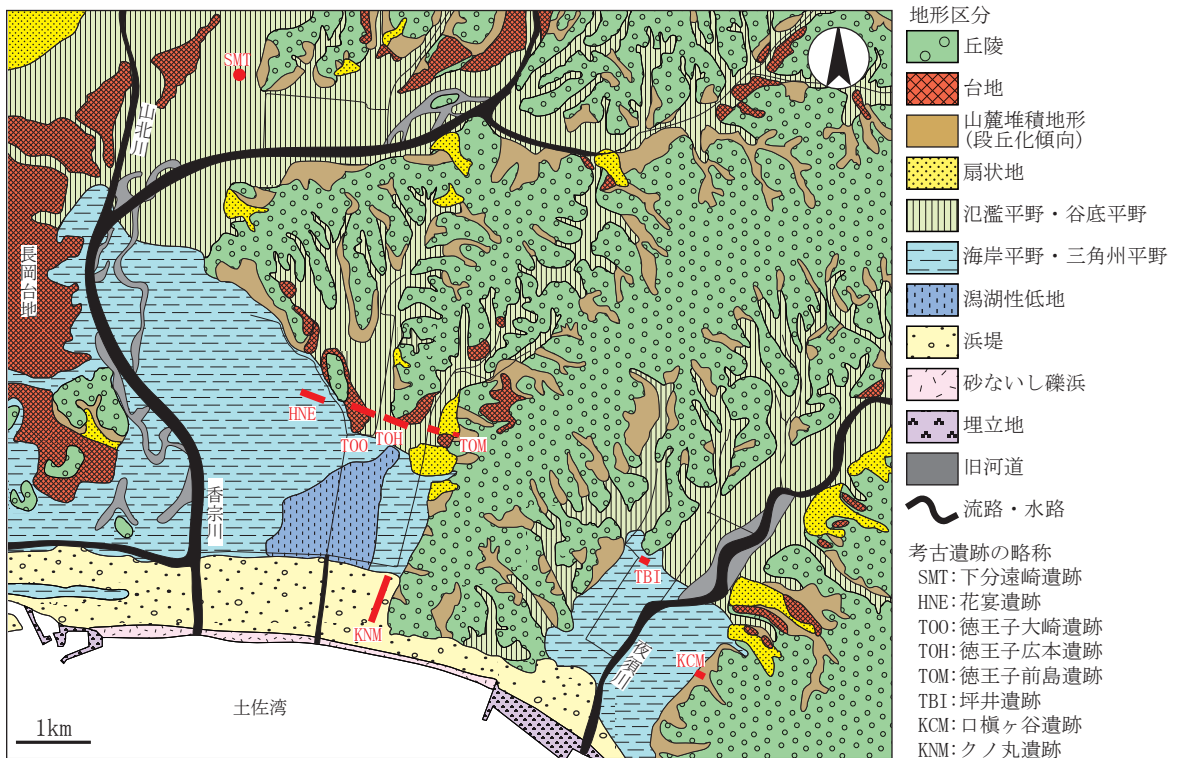 SMT
山北川
長岡台地
HNE
TOO
TOH
TOM
香宗川
TBI
KNM
KCM
夜須川
土佐湾
1km
地形区分
丘陵
台地
山麓堆積地形
(段丘化傾向)
扇状地
氾濫平野・谷底平野
海岸平野・三角州平野
潟湖性低地
浜堤
砂ないし礫浜
埋立地
旧河道
流路・水路
考古遺跡の略称
SMT:下分遠崎遺跡
HNE:花宴遺跡
TOO:徳王子大崎遺跡
TOH:徳王子広本遺跡
TOM:徳王子前島遺跡
TBI:坪井遺跡
KCM:口槇ヶ谷遺跡
KNM:クノ丸遺跡